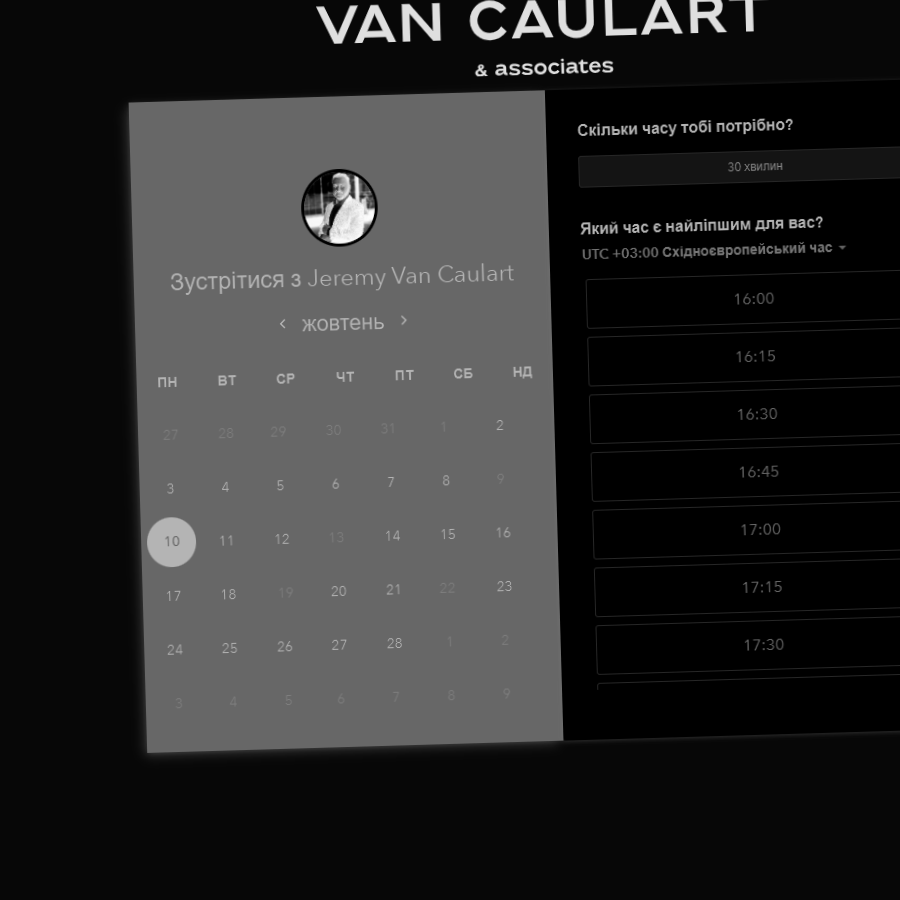 VAN CAULART
& associates
Зустрітися з Jeremy Van Caulart
жовтень
ПН ВТ СР ЧТ ПТ СБ НД
27 28 29 30 31 1 2
3 4 5 6 7 8 9
10 11 12 13 14 15 16
17 18 19 20 21 22 23
24 25 26 27 28 1 2
3 4 5 6 7 8 9
Скільки часу тобі потрібно?
30 хвилин
Який час є найліпшим для вас?
UTC +03:00 Східноєвропейський час
16:00
16:15
16:30
16:45
17:00
17:15
17:30